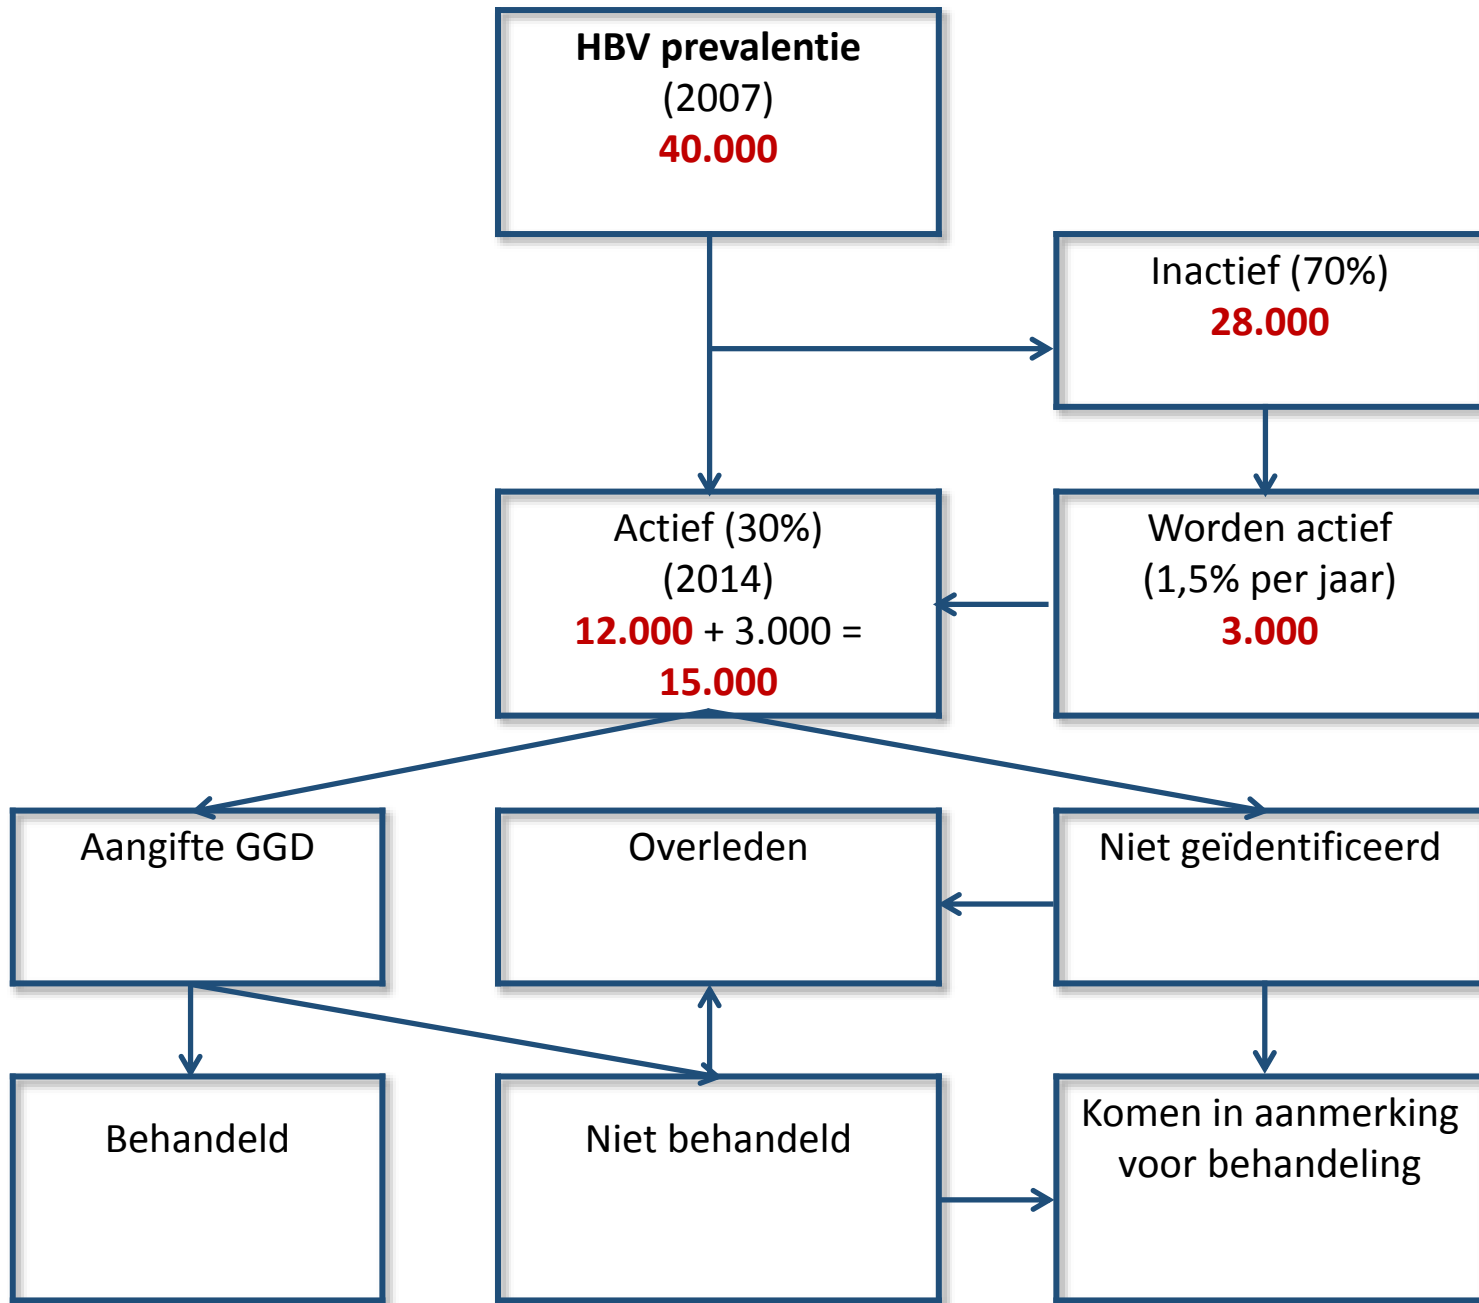 HBV prevalentie
(2007)
40.000
Inactief (70%)
28.000
Actief (30%)
(2014)
12.000 + 3.000 =
15.000
Worden actief
(1,5% per jaar)
3.000
Aangifte GGD
Overleden
Niet geïdentificeerd
Behandeld
Niet behandeld
Komen in aanmerking
voor behandeling